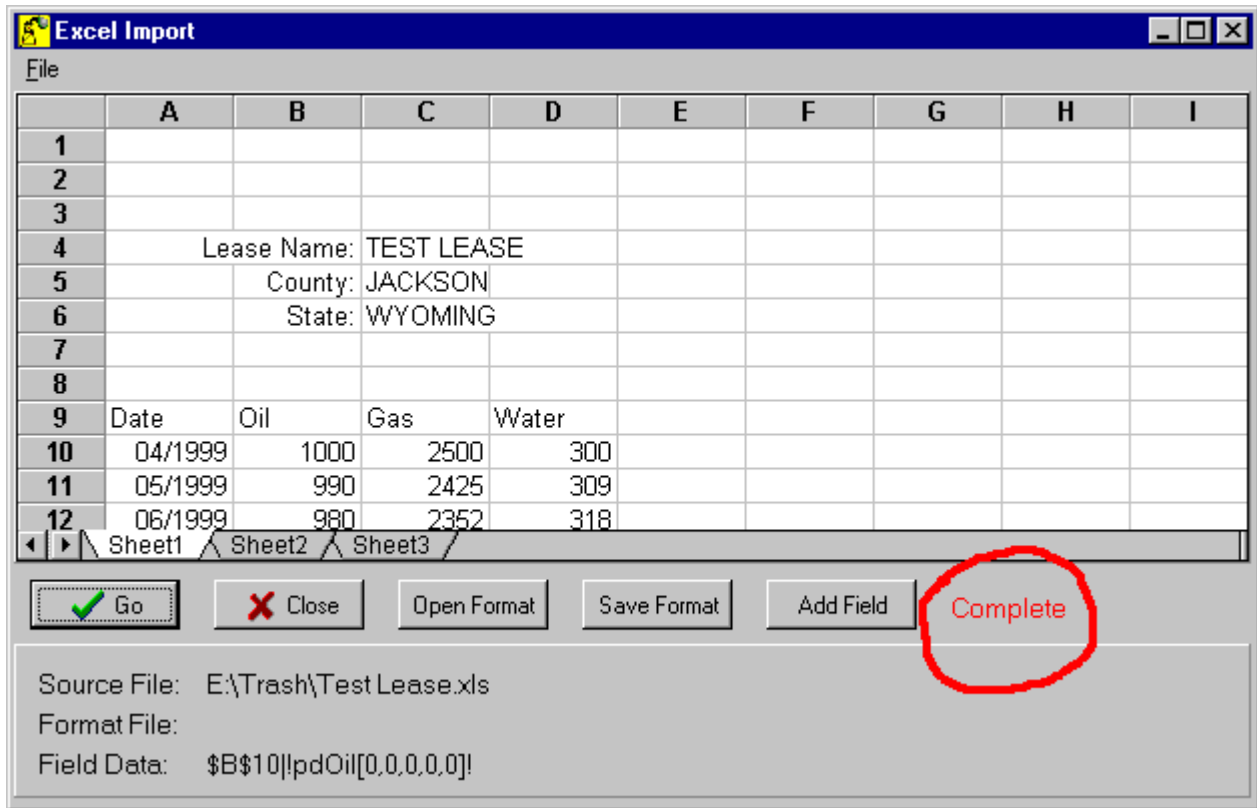 Excel Import
File
A B C D E F G H I
1
2
3
4 Lease Name: TEST LEASE
5 County: JACKSON
6 State: WYOMING
7
8
9 Date Oil Gas Water
10 04/1999 1000 2500 300
11 05/1999 990 2425 309
12 06/1999 980 2352 318
Sheet1 Sheet2 Sheet3
Go Close Open Format Save Format Add Field Complete
Source File: E:\Trash\Test Lease.xls
Format File:
Field Data: $B$10|!pdOil[0,0,0,0,0]!